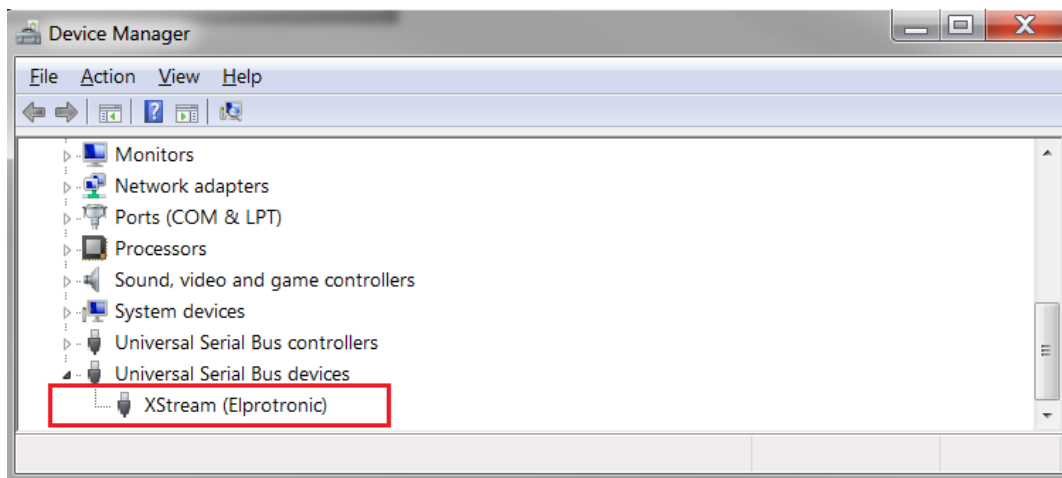 Device Manager
File Action View Help
Monitors
Network adapters
Ports (COM & LPT)
Processors
Sound, video and game controllers
System devices
Universal Serial Bus controllers
Universal Serial Bus devices
XStream (Elprotronic)